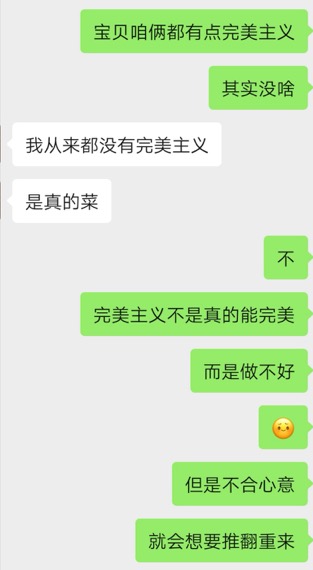 宝贝咱俩都有点完美主义
其实没啥
我从来都没有完美主义
是真的菜
不
完美主义不是真的能完美
而是做不好
但是不合心意
就会想要推翻重来